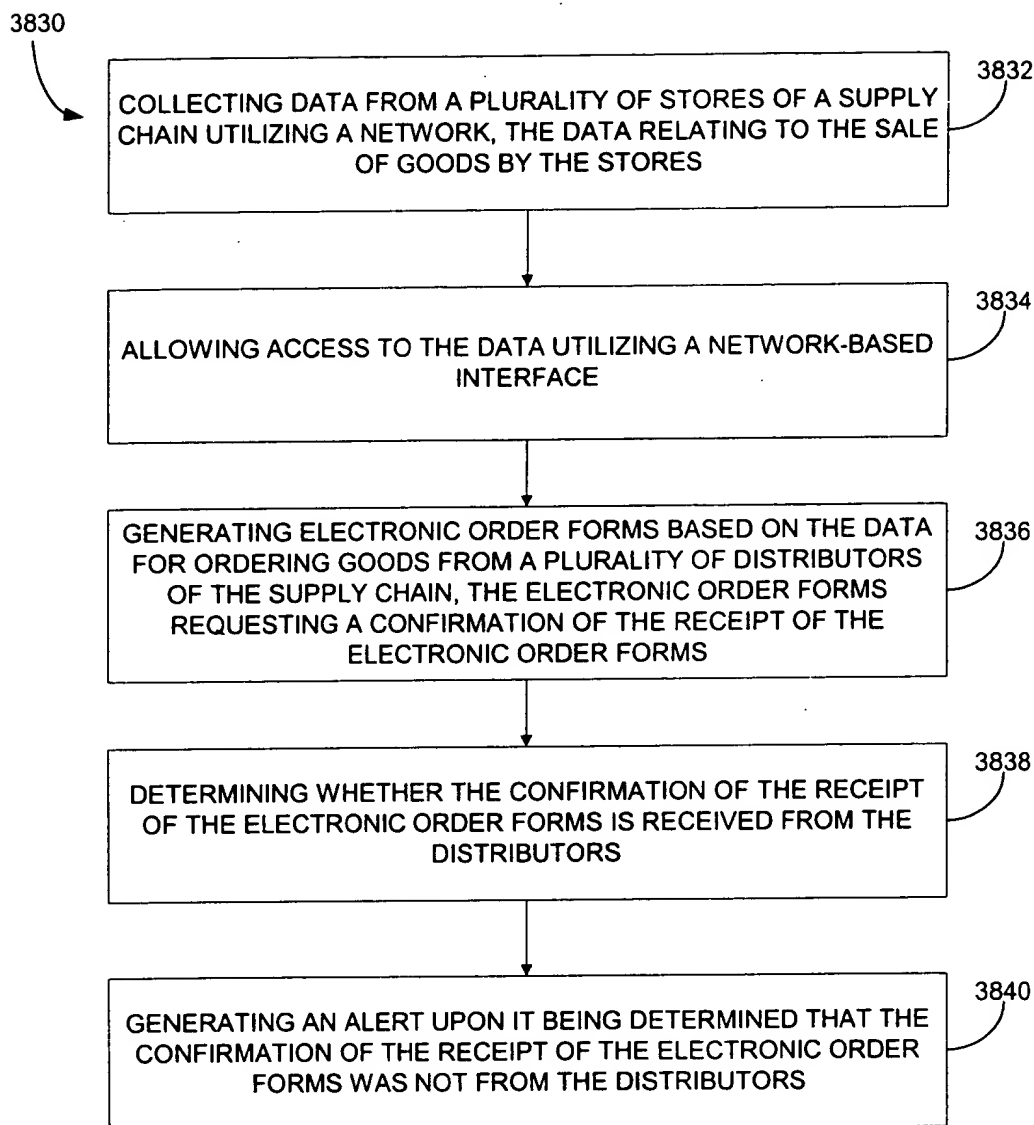 3830
3832
COLLECTING DATA FROM A PLURALITY OF STORES OF A SUPPLY
CHAIN UTILIZING A NETWORK, THE DATA RELATING TO THE SALE
OF GOODS BY THE STORES
3834
ALLOWING ACCESS TO THE DATA UTILIZING A NETWORK-BASED
INTERFACE
3836
GENERATING ELECTRONIC ORDER FORMS BASED ON THE DATA
FOR ORDERING GOODS FROM A PLURALITY OF DISTRIBUTORS
OF THE SUPPLY CHAIN, THE ELECTRONIC ORDER FORMS
REQUESTING A CONFIRMATION OF THE RECEIPT OF THE
ELECTRONIC ORDER FORMS
3838
DETERMINING WHETHER THE CONFIRMATION OF THE RECEIPT
OF THE ELECTRONIC ORDER FORMS IS RECEIVED FROM THE
DISTRIBUTORS
3840
GENERATING AN ALERT UPON IT BEING DETERMINED THAT THE
CONFIRMATION OF THE RECEIPT OF THE ELECTRONIC ORDER
FORMS WAS NOT FROM THE DISTRIBUTORS